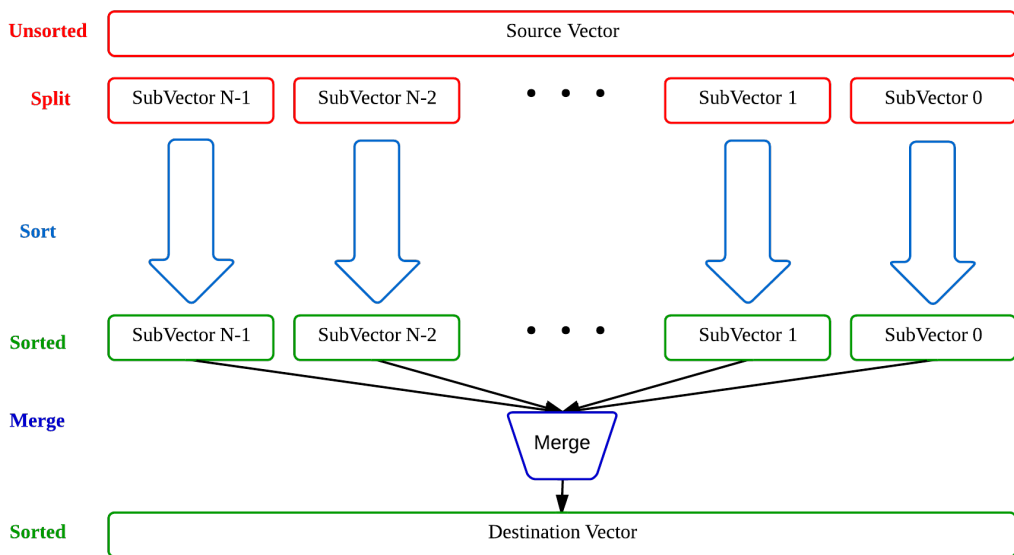 Unsorted
Source Vector
Split
SubVector N-1
SubVector N-2
• • •
SubVector 1
SubVector 0
Sort
Sorted
SubVector N-1
SubVector N-2
• • •
SubVector 1
SubVector 0
Merge
Merge
Sorted
Destination Vector